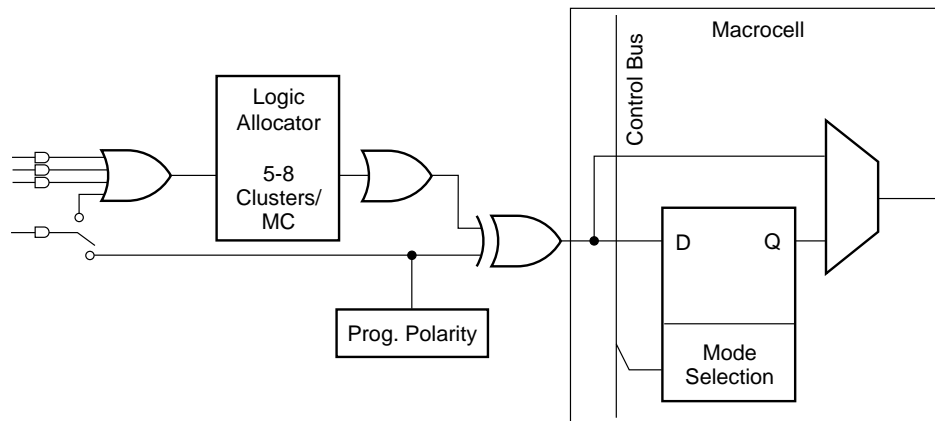 Macrocell
Control Bus
Logic
Allocator
5-8
Clusters/
MC
D
Q
Prog. Polarity
Mode
Selection